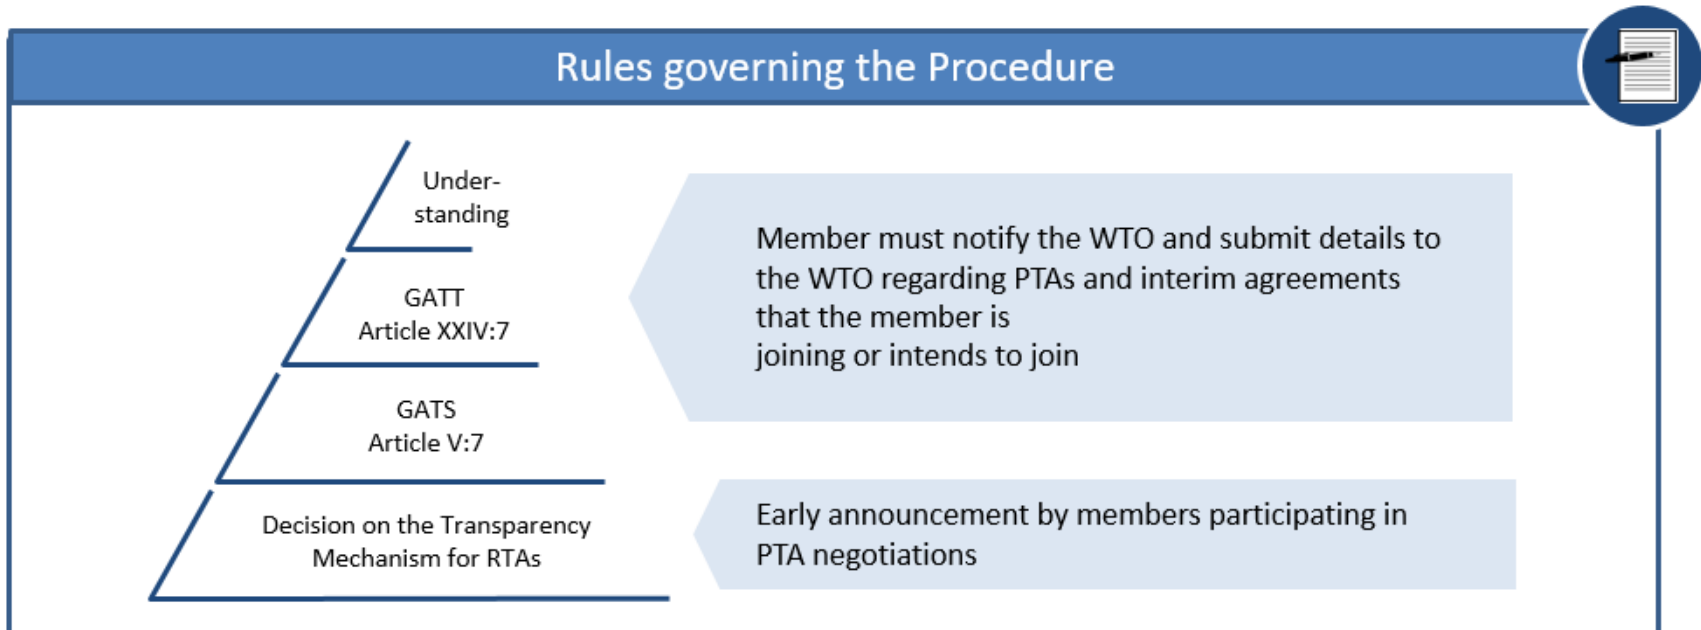 Rules governing the Procedure
Under-
standing
GATT
Article XXIV:7
GATS
Article V:7
Decision on the Transparency
Mechanism for RTAs
Member must notify the WTO and submit details to
the WTO regarding PTAs and interim agreements
that the member is
joining or intends to join
Early announcement by members participating in
PTA negotiations